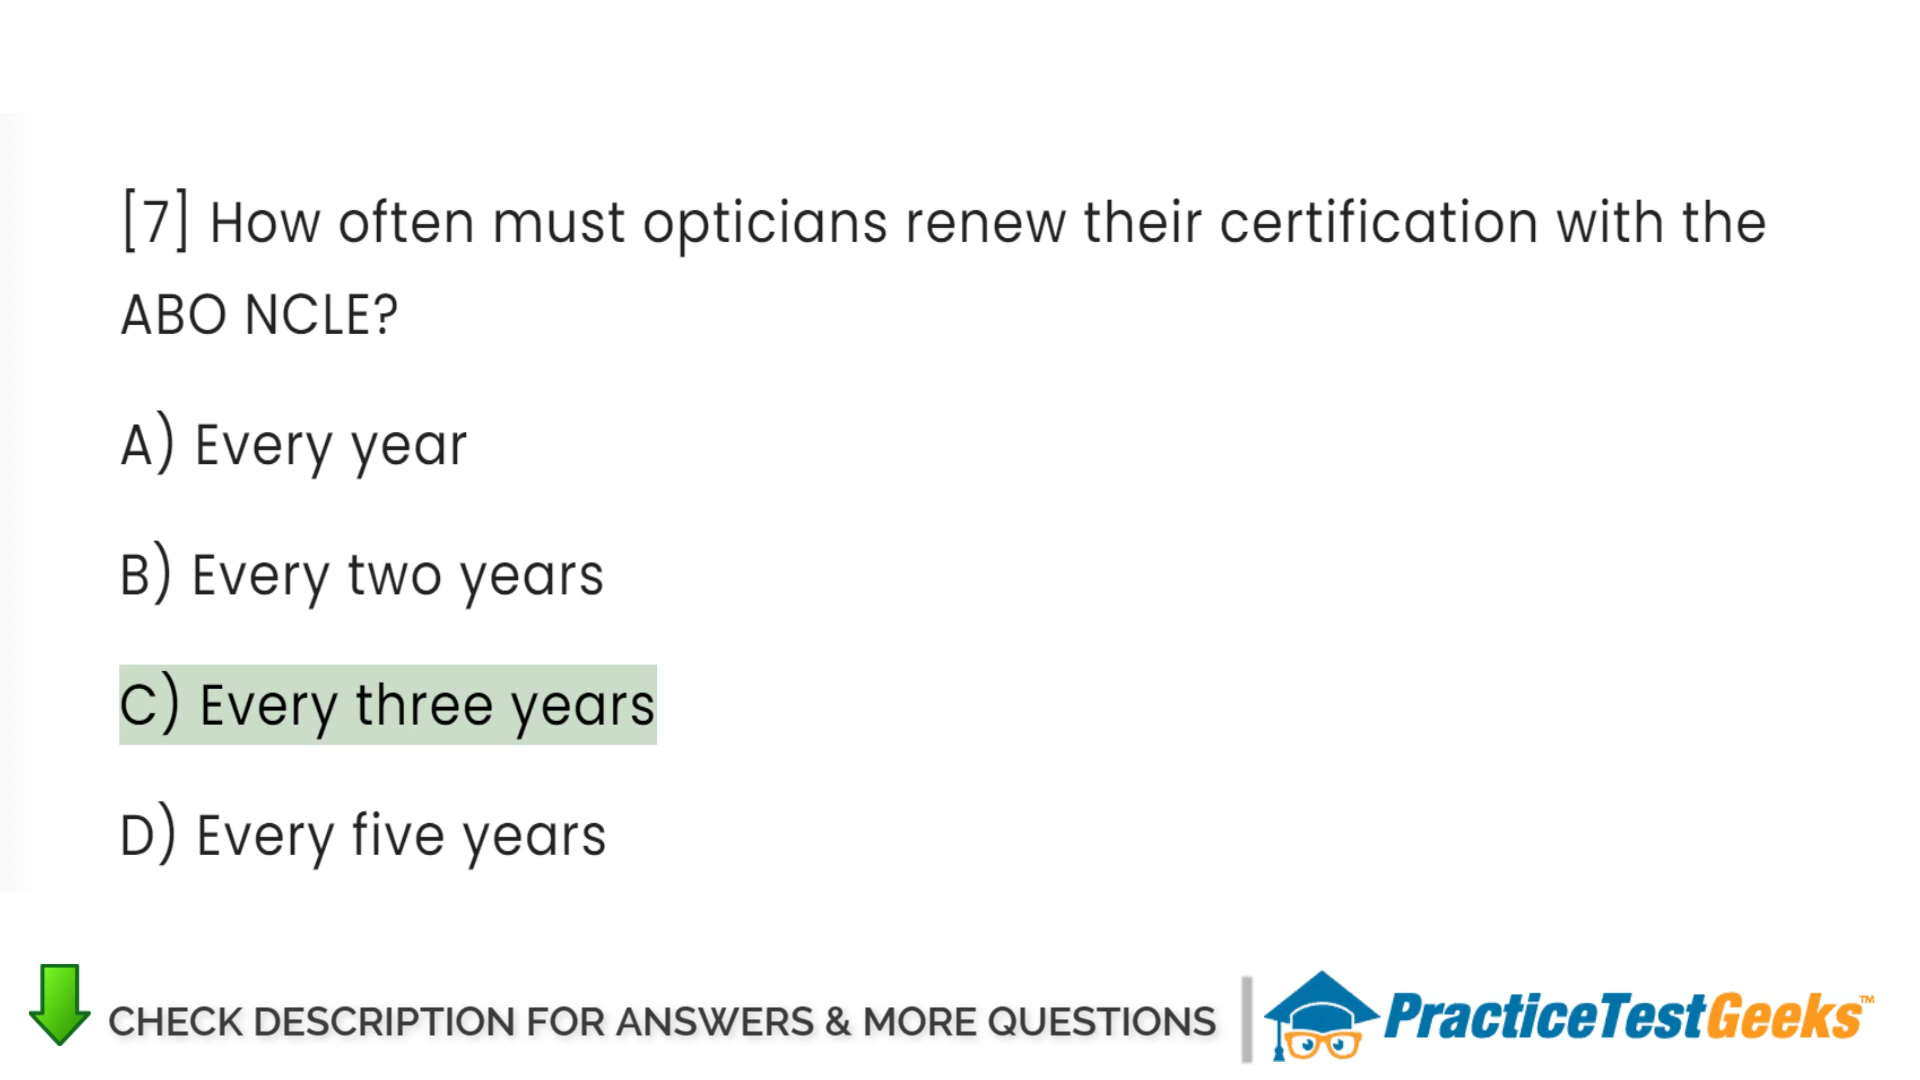 [7] How often must opticians renew their certification with the
ABO NCLE?
A) Every year
B) Every two years
C) Every three years
D) Every five years
CHECK DESCRIPTION FOR ANSWERS & MORE QUESTIONS
PracticeTestGeeks™